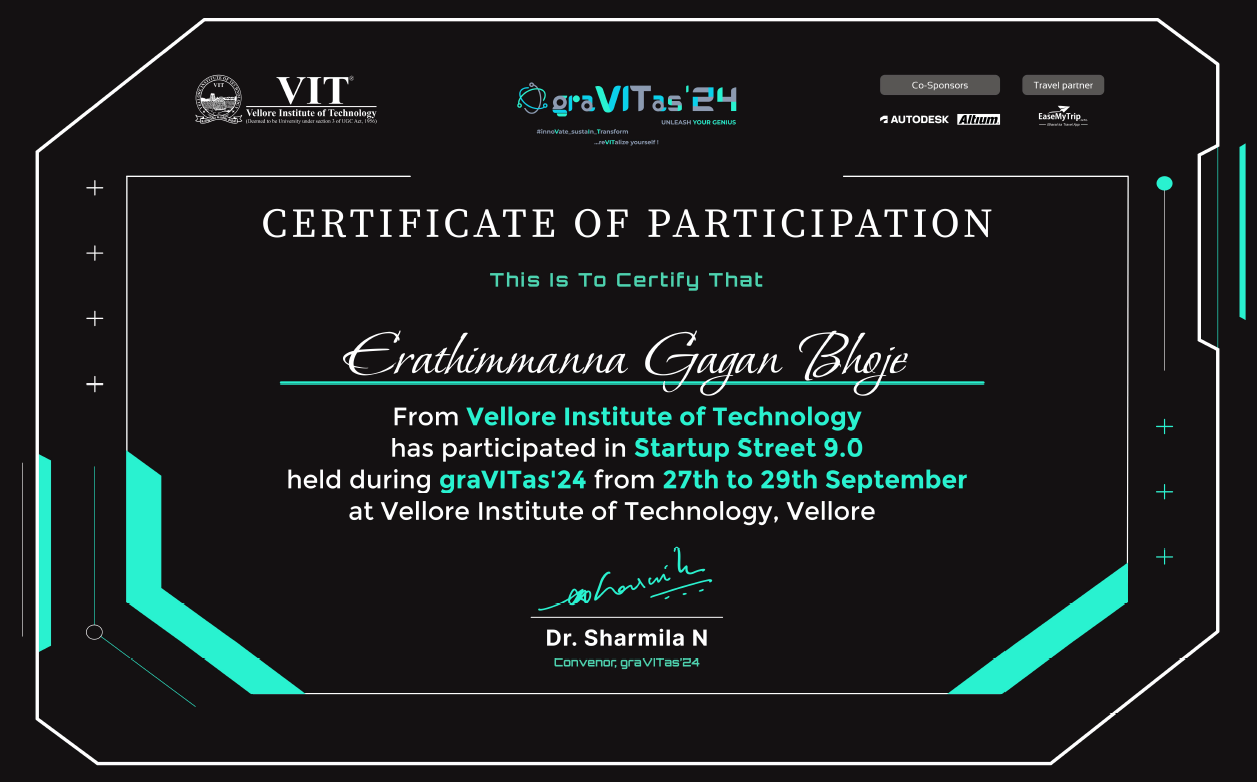 VIT®
Vellore Institute of Technology
(Deemed to be University under section 3 of UGC Act, 1956)
graVITas'24
UNLEASH YOUR GENIUS
#innoVate_sustaIn_Transform
...reVITalize yourself !
Co-Sponsors
AUTODESK Altium
Travel partner
EaseMyTrip
CERTIFICATE OF PARTICIPATION
This Is To Certify That
Erathimmanna Gagan Bhoje
From Vellore Institute of Technology
has participated in Startup Street 9.0
held during graVITas'24 from 27th to 29th September
at Vellore Institute of Technology, Vellore
Dr. Sharmila N
Convenor, graVITas'24